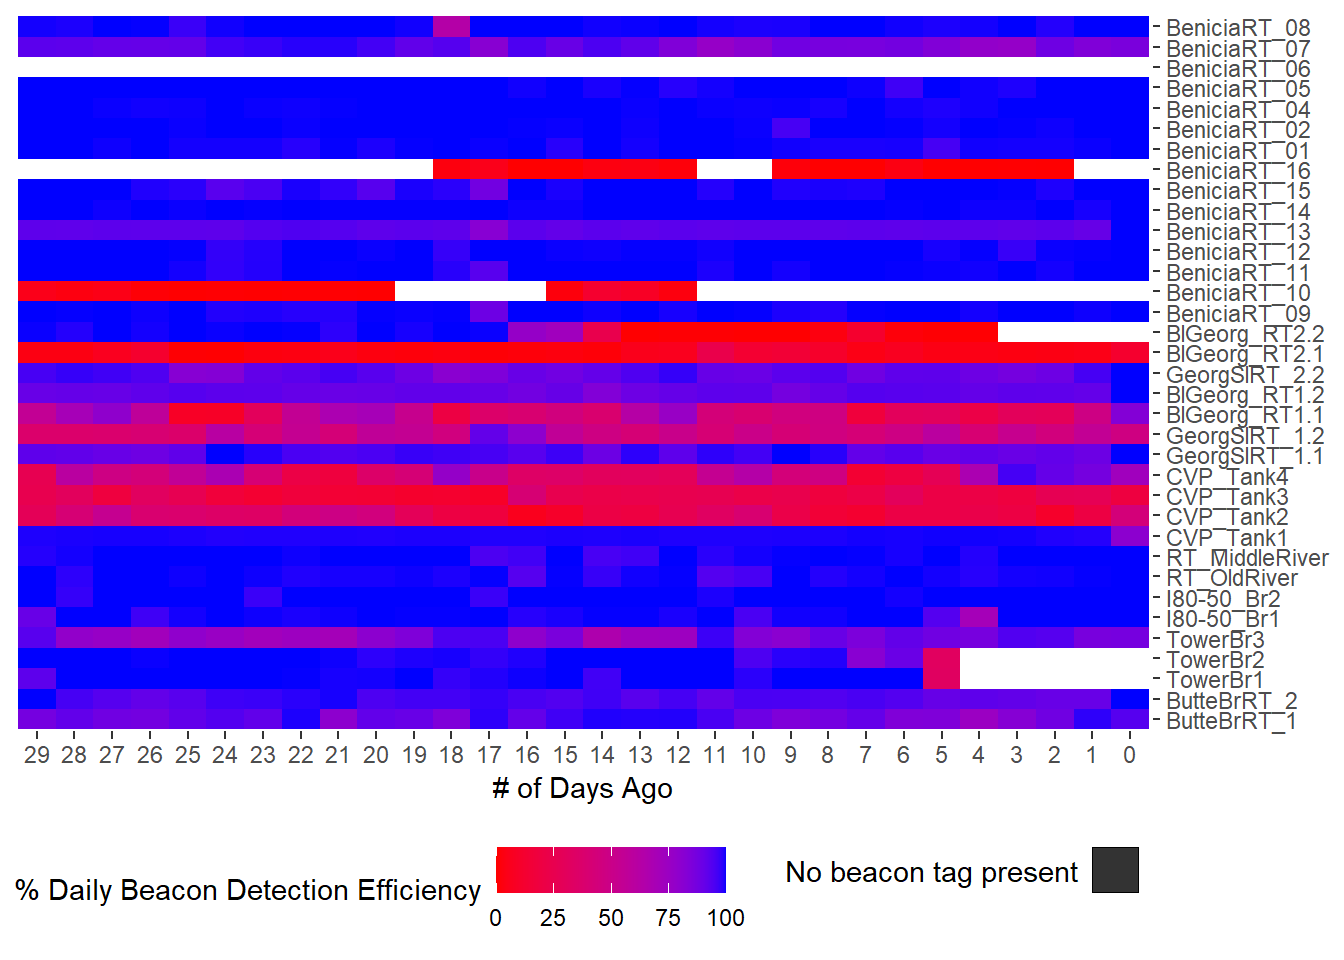 BeniciaRT_08
BeniciaRT_07
BeniciaRT_06
BeniciaRT_05
BeniciaRT_04
BeniciaRT_02
BeniciaRT_01
BeniciaRT_16
BeniciaRT_15
BeniciaRT_14
BeniciaRT_13
BeniciaRT_12
BeniciaRT_11
BeniciaRT_10
BeniciaRT_09
BlGeorg_RT2.2
BlGeorg_RT2.1
GeorgSlRT_2.2
BlGeorg_RT1.2
BlGeorg_RT1.1
GeorgSlRT_1.2
GeorgSlRT_1.1
CVP_Tank4
CVP_Tank3
CVP_Tank2
CVP_Tank1
RT_MiddleRiver
RT_OldRiver
I80-50_Br2
I80-50_Br1
TowerBr3
TowerBr2
TowerBr1
ButteBrRT_2
ButteBrRT_1
29 28 27 26 25 24 23 22 21 20 19 18 17 16 15 14 13 12 11 10 9 8 7 6 5 4 3 2 1 0
# of Days Ago
% Daily Beacon Detection Efficiency
0 25 50 75 100
No beacon tag present